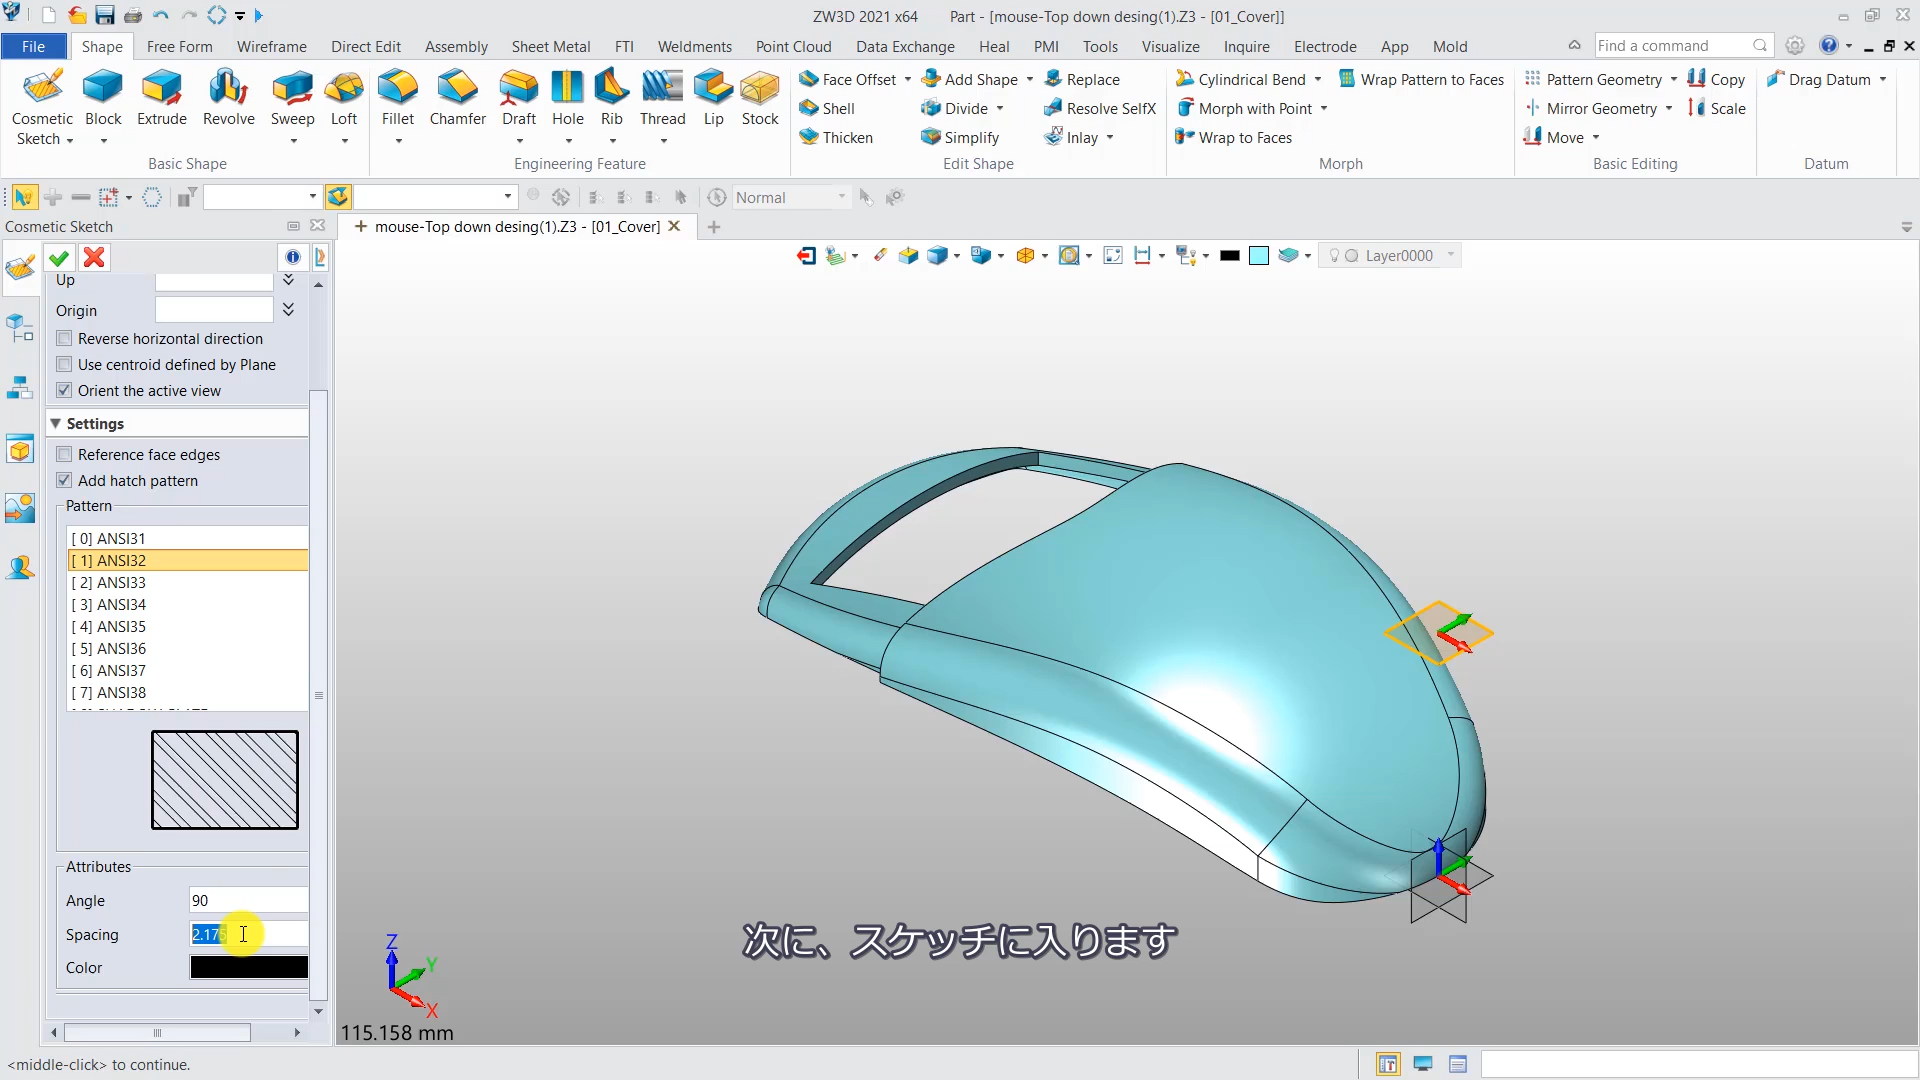 ZW3D 2021 x64 Part - [mouse-Top down desing(1).Z3 - [01_Cover]]
File Shape Free Form Wireframe Direct Edit Assembly Sheet Metal FTI Weldments Point Cloud Data Exchange Heal PMI Tools Visualize Inquire Electrode App Mold Find a command
Cosmetic Sketch Block Extrude Revolve Sweep Loft Fillet Chamfer Draft Hole Rib Thread Lip Stock
Face Offset Add Shape Replace Cylindrical Bend Wrap Pattern to Faces Pattern Geometry Copy Drag Datum
Shell Divide Resolve SelfX Morph with Point Mirror Geometry Scale
Thicken Simplify Inlay Wrap to Faces Move
Basic Shape Engineering Feature Edit Shape Morph Basic Editing Datum
Normal
Cosmetic Sketch
mouse-Top down desing(1).Z3 - [01_Cover]
Layer0000
Up
Origin
Reverse horizontal direction
Use centroid defined by Plane
Orient the active view
Settings
Reference face edges
Add hatch pattern
Pattern
[ 0] ANSI31
[ 1] ANSI32
[ 2] ANSI33
[ 3] ANSI34
[ 4] ANSI35
[ 5] ANSI36
[ 6] ANSI37
[ 7] ANSI38
Attributes
Angle 90
Spacing
Color
次に、スケッチに入ります
Z
Y
X
115.158 mm
<middle-click> to continue.